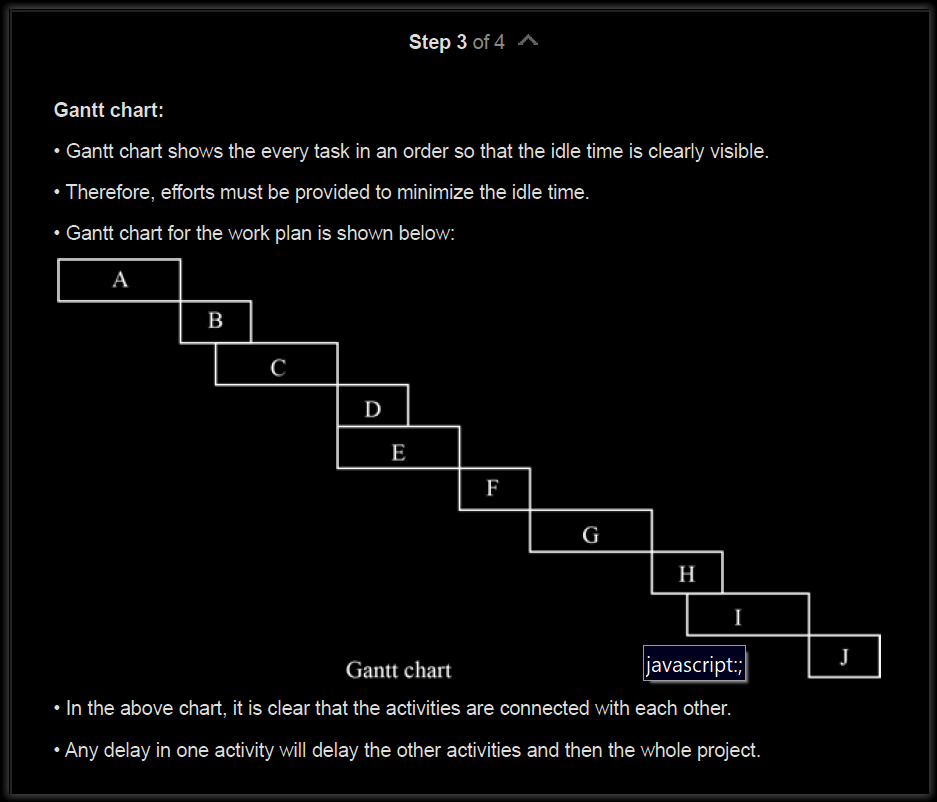 Step 3 of 4
Gantt chart:
• Gantt chart shows the every task in an order so that the idle time is clearly visible.
• Therefore, efforts must be provided to minimize the idle time.
• Gantt chart for the work plan is shown below:
A
B
C
D
E
F
G
H
I
J
javascript:;
Gantt chart
• In the above chart, it is clear that the activities are connected with each other.
• Any delay in one activity will delay the other activities and then the whole project.